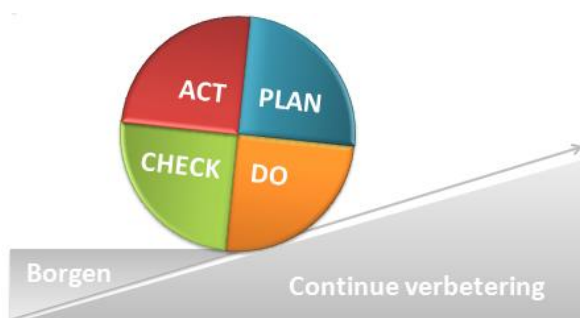 ACT
PLAN
CHECK
DO
Borgen
Continue verbetering